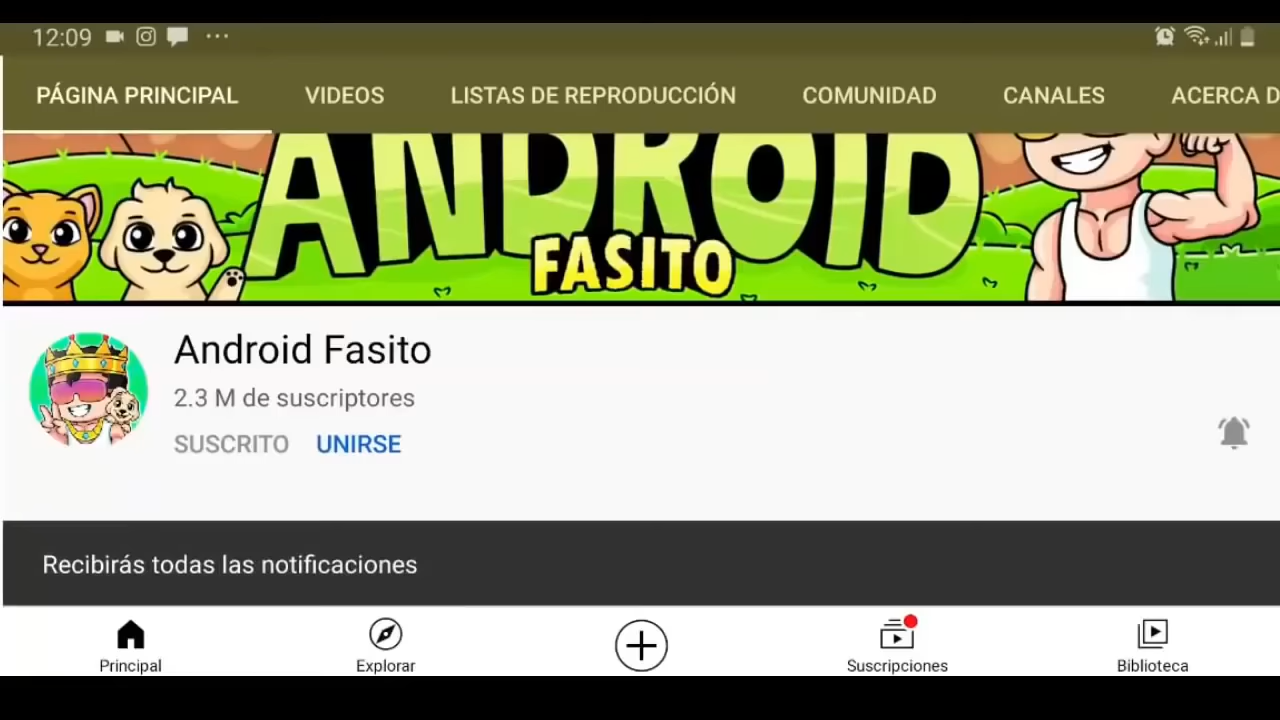 12:09
PÁGINA PRINCIPAL VIDEOS LISTAS DE REPRODUCCIÓN COMUNIDAD CANALES ACERCA D
ANDROID
FASITO
Android Fasito
2.3 M de suscriptores
SUSCRITO UNIRSE
Recibirás todas las notificaciones
Principal Explorar Suscripciones Biblioteca